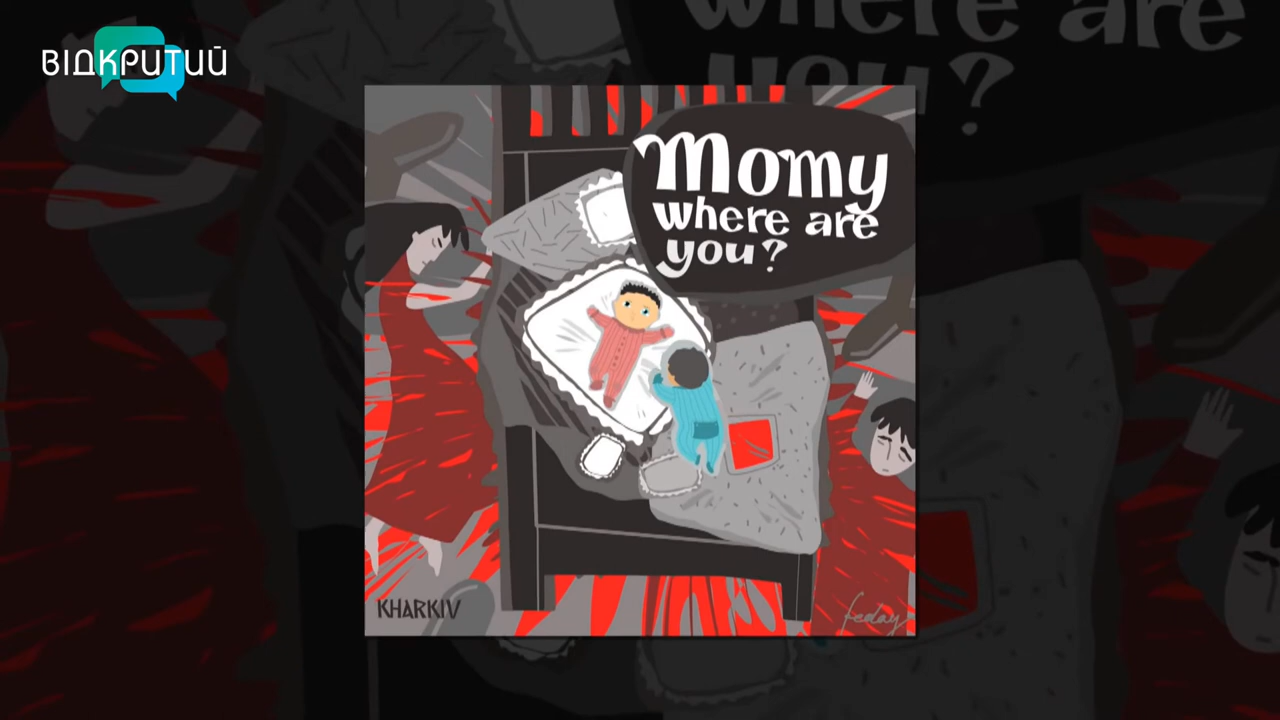 ВІДКРИТИЙ
Momy
where are
you?
KHARKIV
feday
where are
you?